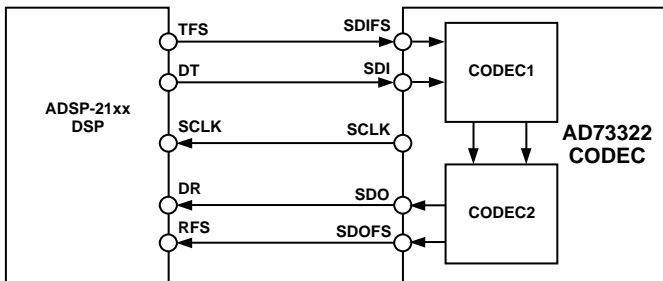 TFS
SDIFS
DT
SDI
CODEC1
ADSP-21xx
DSP
SCLK
SCLK
AD73322
CODEC
DR
SDO
CODEC2
RFS
SDOFS